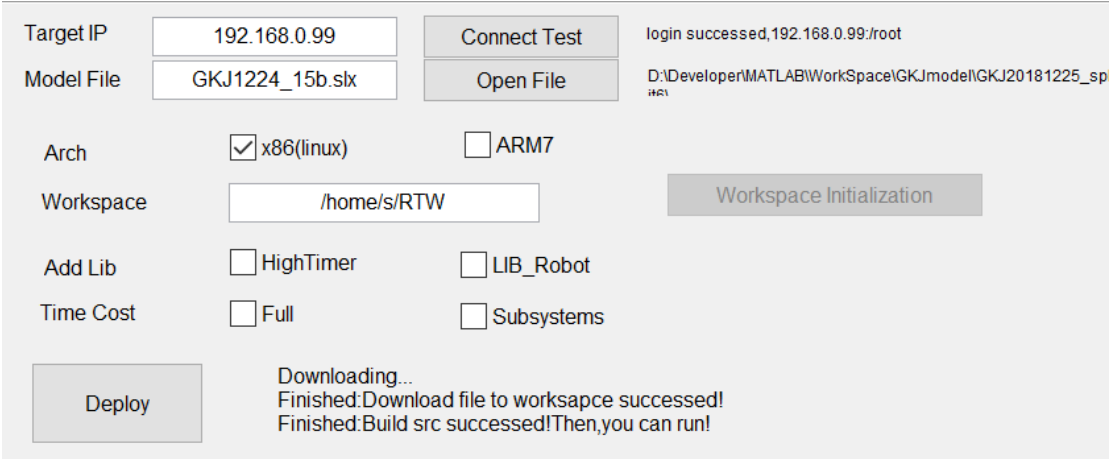 Target IP
192.168.0.99
Connect Test
login successed,192.168.0.99:/root
Model File
GKJ1224_15b.slx
Open File
D:\Developer\MATLAB\WorkSpace\GKJmodel\GKJ20181225_spl
it6\
Arch
x86(linux)
ARM7
Workspace
/home/s/RTW
Workspace Initialization
Add Lib
HighTimer
LIB_Robot
Time Cost
Full
Subsystems
Deploy
Downloading...
Finished:Download file to worksapce successed!
Finished:Build src successed!Then,you can run!